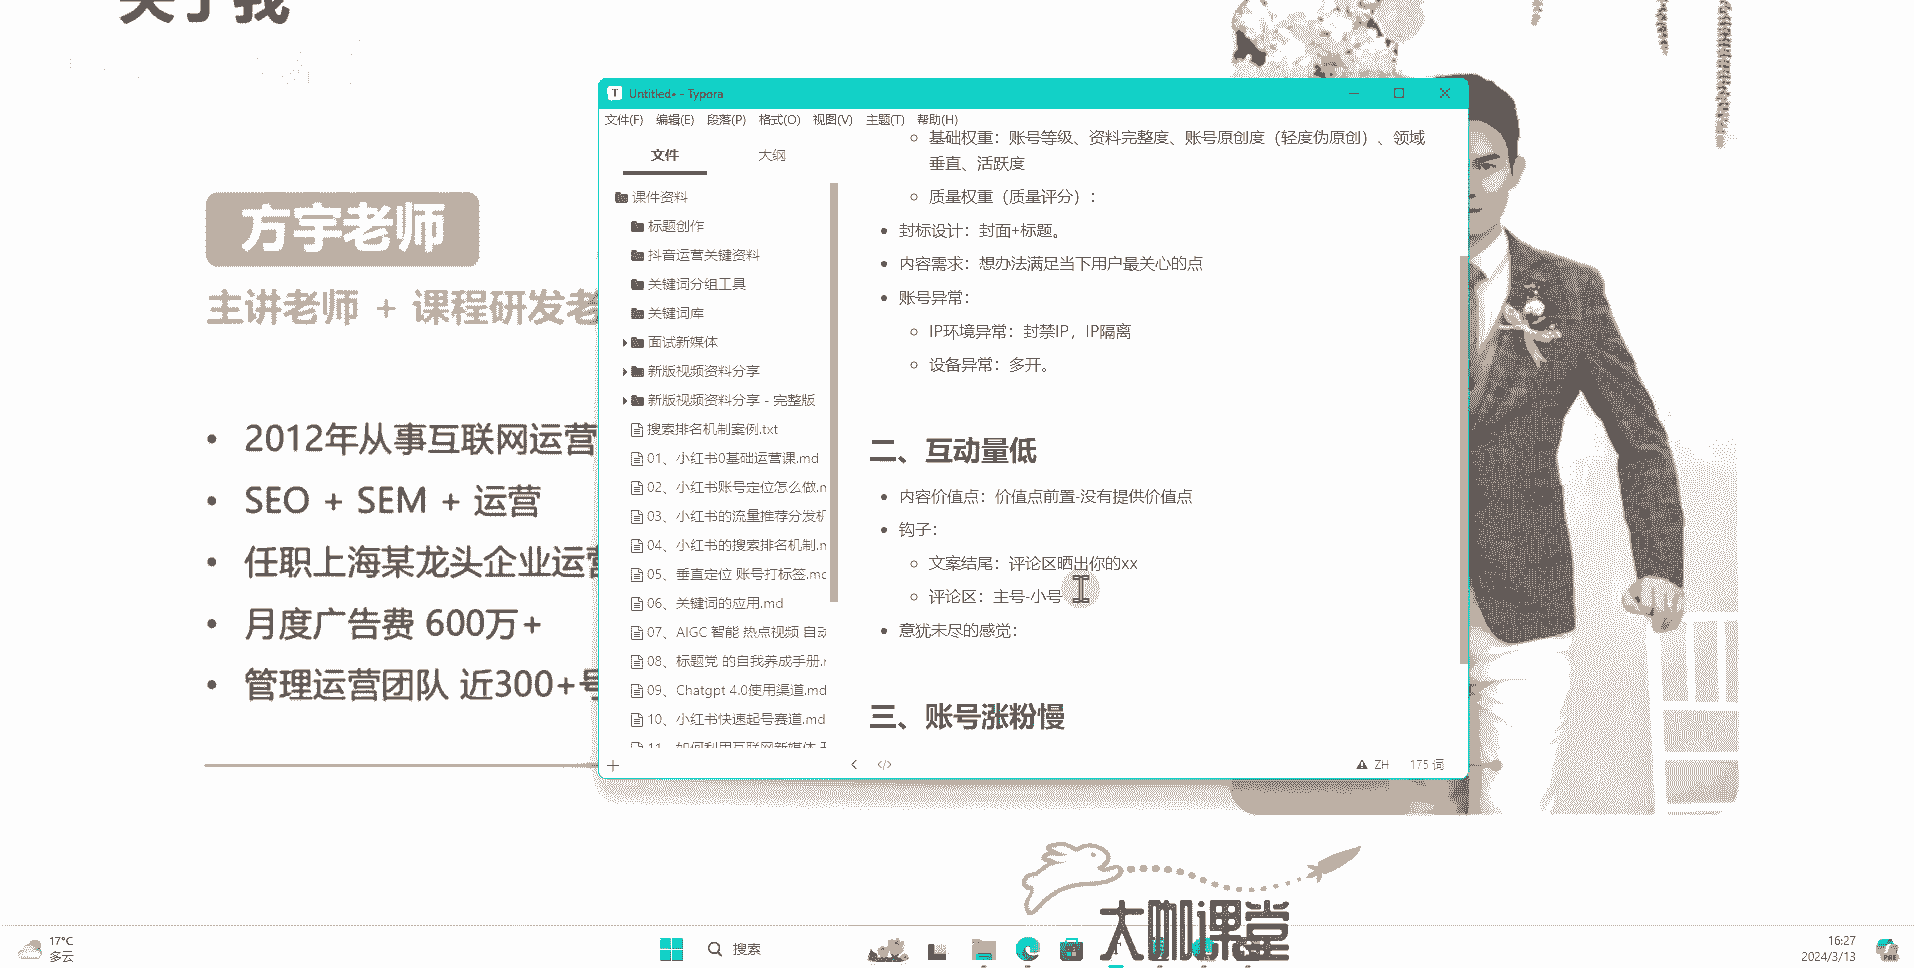 关于我
方宇老师
主讲老师 + 课程研发老
• 2012年从事互联网运营
• SEO + SEM + 运营
• 任职上海某龙头企业运营
• 月度广告费 600万+
• 管理运营团队 近300+号
T Untitled• - Typora
文件(F) 编辑(E) 段落(P) 格式(O) 视图(V) 主题(T) 帮助(H)
文件 大纲
课件资料
标题创作
抖音运营关键资料
关键词分组工具
关键词库
面试新媒体
新版视频资料分享
新版视频资料分享 - 完整版
搜索排名机制案例.txt
01、小红书0基础运营课.md
02、小红书账号定位怎么做.m
03、小红书的流量推荐分发机
04、小红书的搜索排名机制.m
05、垂直定位 账号打标签.md
06、关键词的应用.md
07、AIGC 智能 热点视频 自动
08、标题党 的自我养成手册.m
09、Chatgpt 4.0使用渠道.md
10、小红书快速起号赛道.md
11、如何利用互联网新媒体
基础权重：账号等级、资料完整度、账号原创度（轻度伪原创）、领域
垂直、活跃度
质量权重（质量评分）：
• 封标设计：封面+标题。
• 内容需求：想办法满足当下用户最关心的点
• 账号异常：
IP环境异常：封禁IP，IP隔离
设备异常：多开。
二、互动量低
• 内容价值点：价值点前置-没有提供价值点
• 钩子：
文案结尾：评论区晒出你的xx
评论区：主号-小号
• 意犹未尽的感觉：
三、账号涨粉慢
ZH 175 词
大咖课堂
17°C
多云
搜索
16:27
2024/3/13
PRE